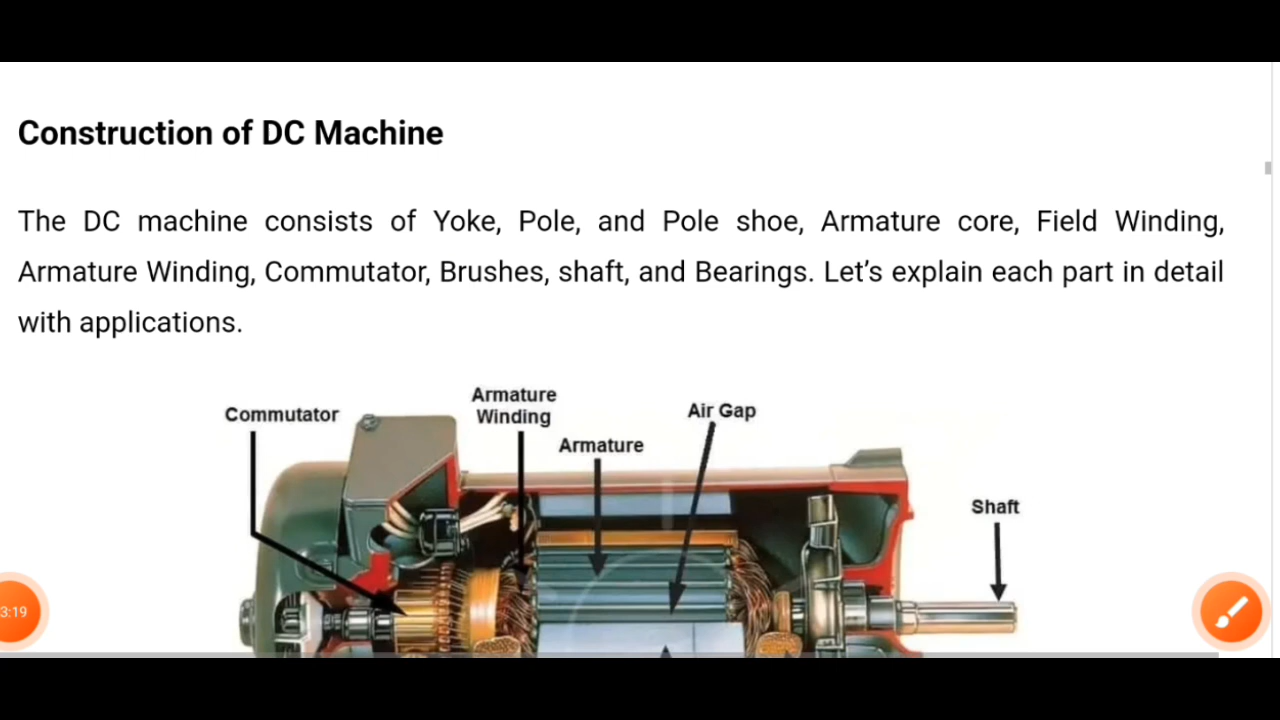 Construction of DC Machine
The DC machine consists of Yoke, Pole, and Pole shoe, Armature core, Field Winding,
Armature Winding, Commutator, Brushes, shaft, and Bearings. Let’s explain each part in detail
with applications.
Commutator
Armature
Winding
Armature
Air Gap
Shaft
3:19